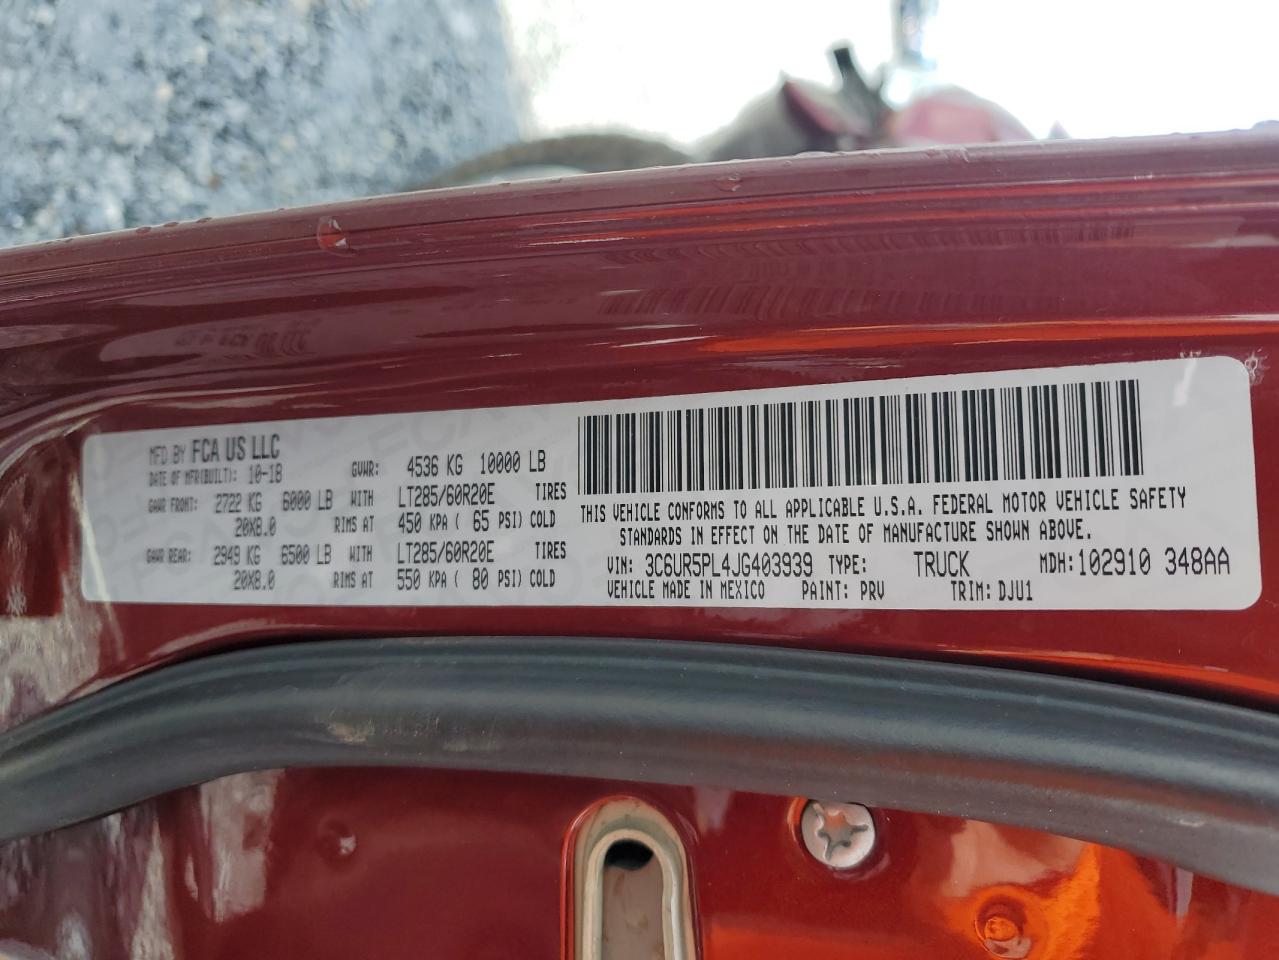 MFD BY FCA US LLC
DATE OF MFR(BUILT): 10-18 GVWR: 4536 KG 10000 LB
GAWR FRONT: 2722 KG 6000 LB WITH LT285/60R20E TIRES
20X8.0 RIMS AT 450 KPA ( 65 PSI) COLD
GAWR REAR: 2949 KG 6500 LB WITH LT285/60R20E TIRES
20X8.0 RIMS AT 550 KPA ( 80 PSI) COLD
THIS VEHICLE CONFORMS TO ALL APPLICABLE U.S.A. FEDERAL MOTOR VEHICLE SAFETY
STANDARDS IN EFFECT ON THE DATE OF MANUFACTURE SHOWN ABOVE.
VIN: 3C6UR5PL4JG403939 TYPE: TRUCK MDH:102910 348AA
VEHICLE MADE IN MEXICO PAINT: PRV TRIM: DJU1